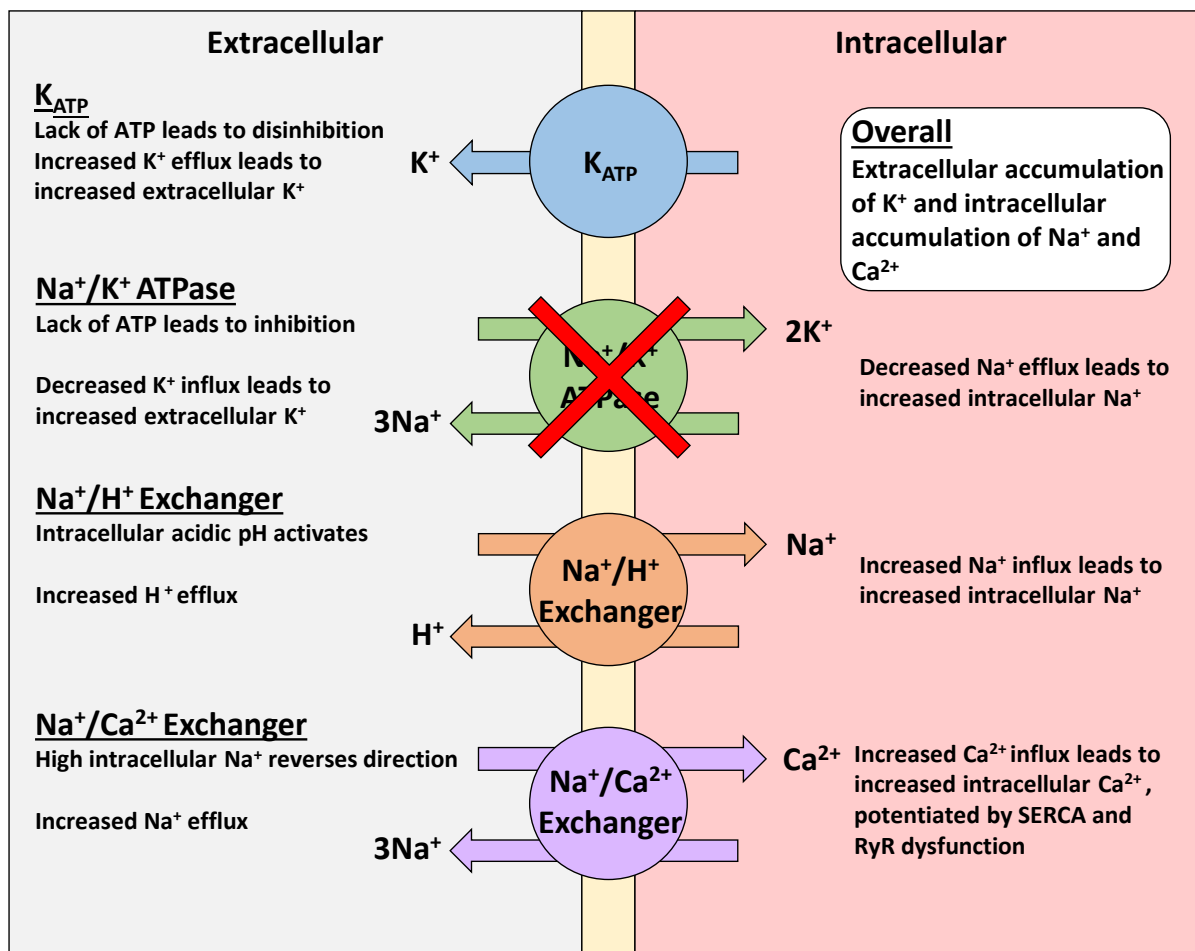 Extracellular
Intracellular
K_ATP
Lack of ATP leads to disinhibition
Increased K⁺ efflux leads to
increased extracellular K⁺
K⁺
K_ATP
Overall
Extracellular accumulation
of K⁺ and intracellular
accumulation of Na⁺ and
Ca²⁺
Na⁺/K⁺ ATPase
Lack of ATP leads to inhibition
Decreased K⁺ influx leads to
increased extracellular K⁺
3Na⁺
Na⁺/K⁺
ATPase
2K⁺
Decreased Na⁺ efflux leads to
increased intracellular Na⁺
Na⁺/H⁺ Exchanger
Intracellular acidic pH activates
Increased H⁺ efflux
H⁺
Na⁺/H⁺
Exchanger
Na⁺
Increased Na⁺ influx leads to
increased intracellular Na⁺
Na⁺/Ca²⁺ Exchanger
High intracellular Na⁺ reverses direction
Increased Na⁺ efflux
3Na⁺
Na⁺/Ca²⁺
Exchanger
Ca²⁺
Increased Ca²⁺ influx leads to
increased intracellular Ca²⁺ ,
potentiated by SERCA and
RyR dysfunction